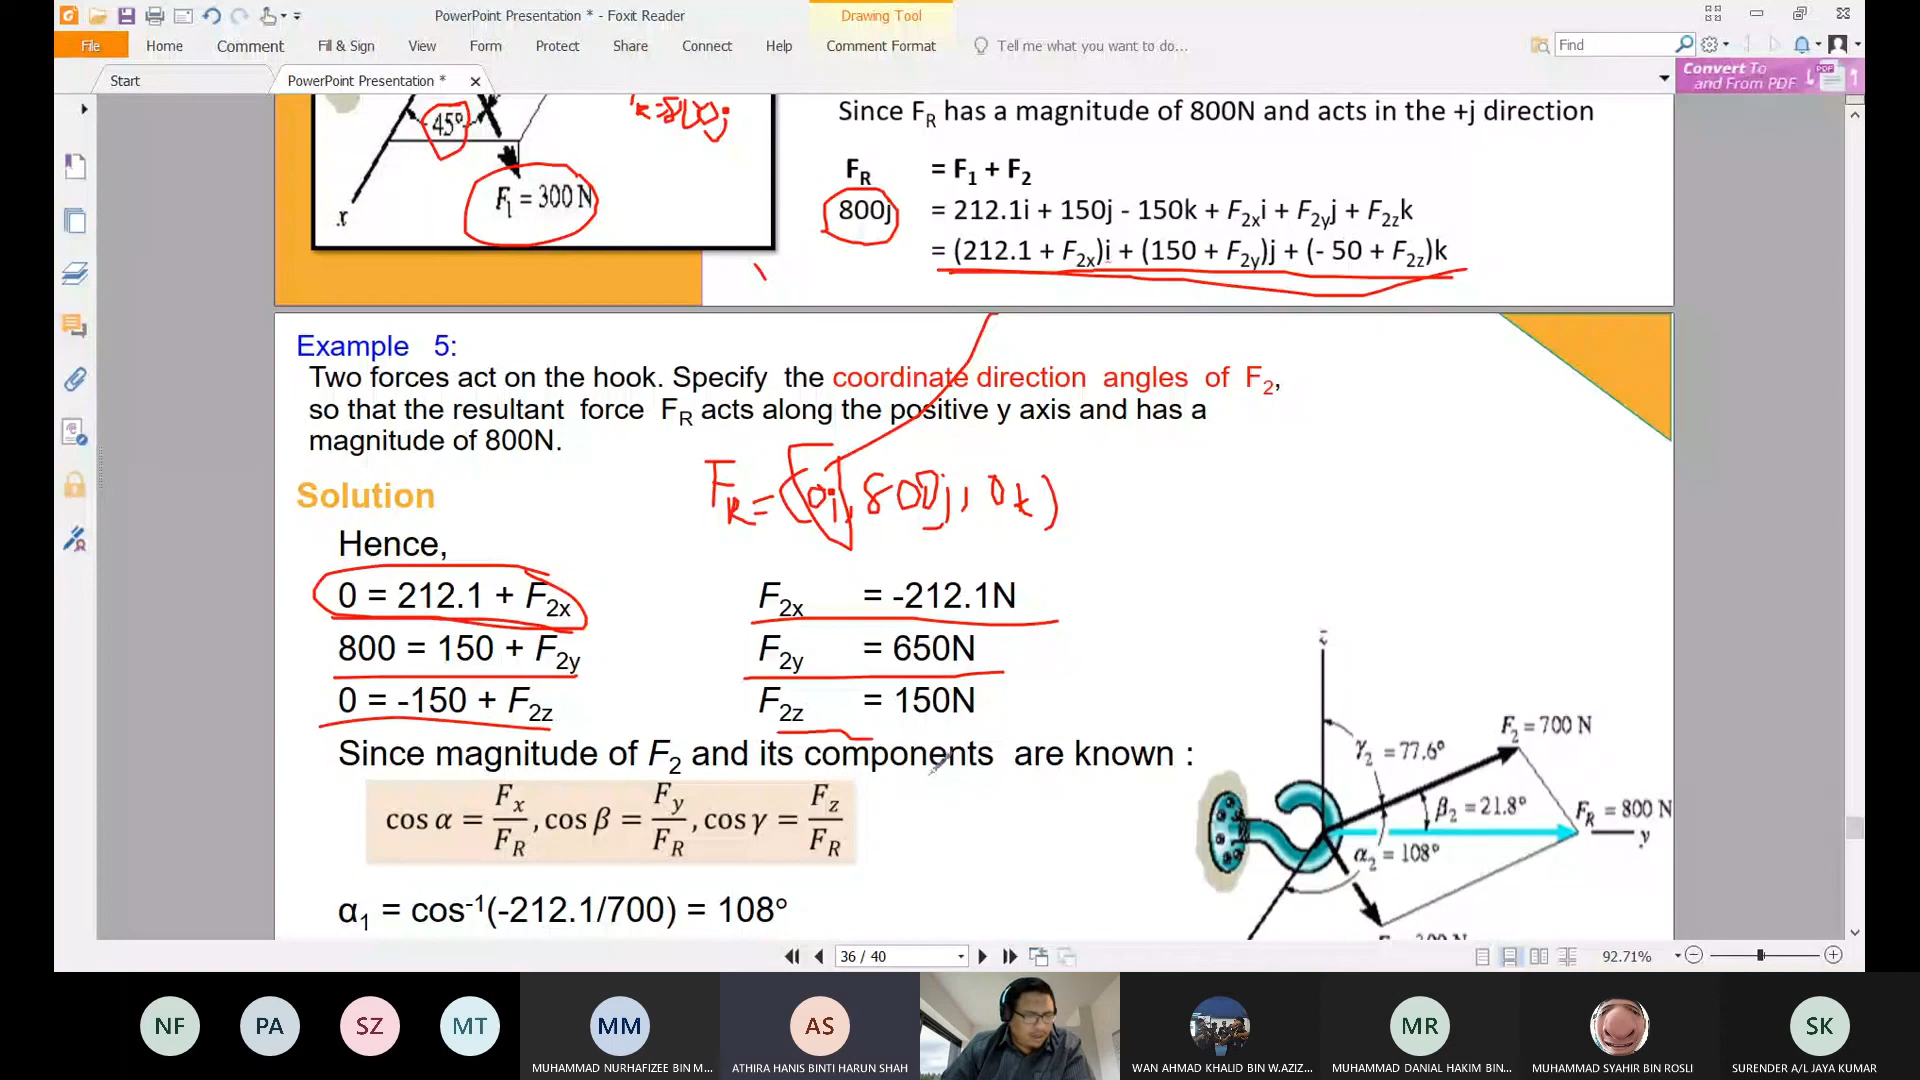 PowerPoint Presentation * - Foxit Reader
Drawing Tool
File Home Comment Fill & Sign View Form Protect Share Connect Help Comment Format Tell me what you want to do... Find
Start
PowerPoint Presentation *
Convert To
and From PDF
PDF
45°
F1 = 300 N
x
Since FR has a magnitude of 800N and acts in the +j direction
FR = F1 + F2
800j = 212.1i + 150j - 150k + F2xi + F2yj + F2zk
= (212.1 + F2x)i + (150 + F2y)j + (- 50 + F2z)k
Example 5:
Two forces act on the hook. Specify the coordinate direction angles of F2,
so that the resultant force FR acts along the positive y axis and has a
magnitude of 800N.
FR = (0i, 800j, 0k)
Solution
Hence,
0 = 212.1 + F2x F2x = -212.1N
800 = 150 + F2y F2y = 650N
0 = -150 + F2z F2z = 150N
Since magnitude of F2 and its components are known :
cos α = Fx/FR, cos β = Fy/FR, cos γ = Fz/FR
α1 = cos-1(-212.1/700) = 108°
z
F2 = 700 N
γ2 = 77.6°
β2 = 21.8°
FR = 800 N
y
α2 = 108°
36 / 40
92.71%
NF PA SZ MT MM AS MR SK
MUHAMMAD NURHAFIZEE BIN M... ATHIRA HANIS BINTI HARUN SHAH WAN AHMAD KHALID BIN W.AZIZ... MUHAMMAD DANIAL HAKIM BIN... MUHAMMAD SYAHIR BIN ROSLI SURENDER A/L JAYA KUMAR